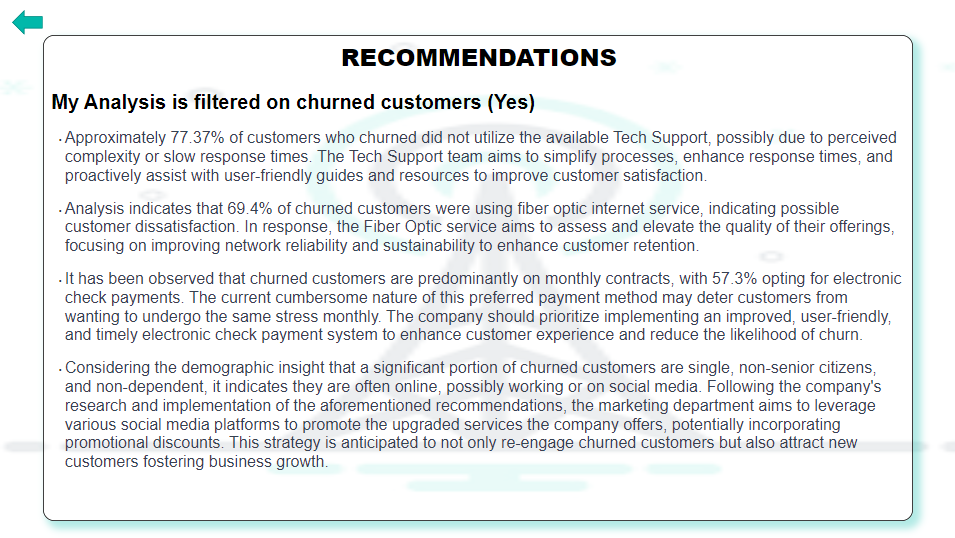 RECOMMENDATIONS
My Analysis is filtered on churned customers (Yes)
· Approximately 77.37% of customers who churned did not utilize the available Tech Support, possibly due to perceived
complexity or slow response times. The Tech Support team aims to simplify processes, enhance response times, and
proactively assist with user-friendly guides and resources to improve customer satisfaction.
· Analysis indicates that 69.4% of churned customers were using fiber optic internet service, indicating possible
customer dissatisfaction. In response, the Fiber Optic service aims to assess and elevate the quality of their offerings,
focusing on improving network reliability and sustainability to enhance customer retention.
· It has been observed that churned customers are predominantly on monthly contracts, with 57.3% opting for electronic
check payments. The current cumbersome nature of this preferred payment method may deter customers from
wanting to undergo the same stress monthly. The company should prioritize implementing an improved, user-friendly,
and timely electronic check payment system to enhance customer experience and reduce the likelihood of churn.
· Considering the demographic insight that a significant portion of churned customers are single, non-senior citizens,
and non-dependent, it indicates they are often online, possibly working or on social media. Following the company's
research and implementation of the aforementioned recommendations, the marketing department aims to leverage
various social media platforms to promote the upgraded services the company offers, potentially incorporating
promotional discounts. This strategy is anticipated to not only re-engage churned customers but also attract new
customers fostering business growth.